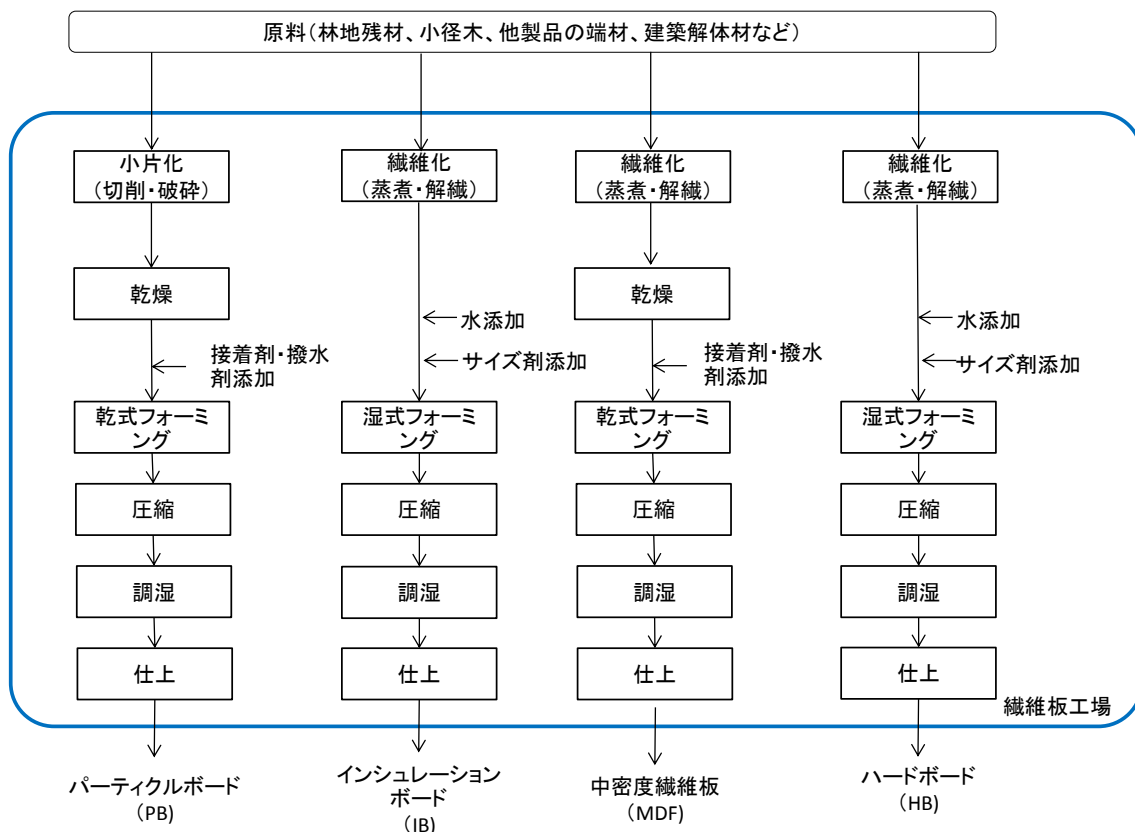 原料(林地残材、小径木、他製品の端材、建築解体材など)
小片化
(切削・破砕)
繊維化
(蒸煮・解繊)
繊維化
(蒸煮・解繊)
繊維化
(蒸煮・解繊)
乾燥
乾燥
水添加
水添加
接着剤・撥水
剤添加
サイズ剤添加
接着剤・撥水
剤添加
サイズ剤添加
乾式フォーミ
ング
湿式フォーミ
ング
乾式フォーミ
ング
湿式フォーミ
ング
圧縮
圧縮
圧縮
圧縮
調湿
調湿
調湿
調湿
仕上
仕上
仕上
仕上
繊維板工場
パーティクルボード
(PB)
インシュレーション
ボード
(IB)
中密度繊維板
(MDF)
ハードボード
(HB)